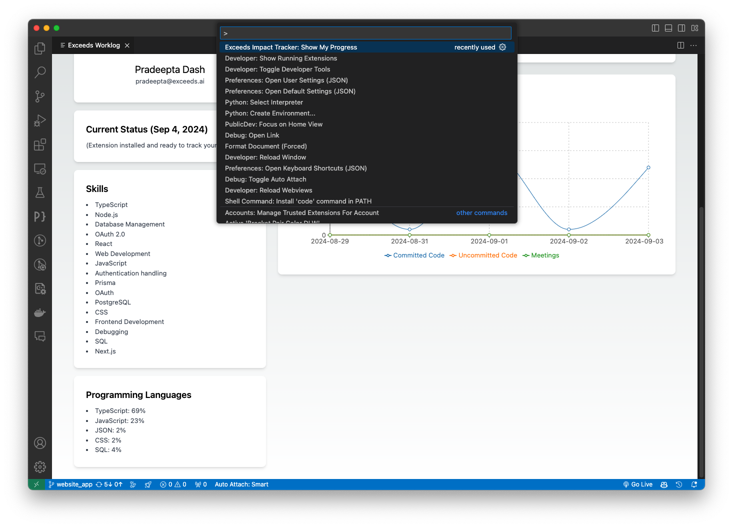 Exceeds Worklog
>
Exceeds Impact Tracker: Show My Progress
recently used
Developer: Show Running Extensions
Developer: Toggle Developer Tools
Preferences: Open User Settings (JSON)
Preferences: Open Default Settings (JSON)
Python: Select Interpreter
Python: Create Environment...
PublicDev: Focus on Home View
Debug: Open Link
Format Document (Forced)
Developer: Reload Window
Preferences: Open Keyboard Shortcuts (JSON)
Debug: Toggle Auto Attach
Developer: Reload Webviews
Shell Command: Install 'code' command in PATH
Accounts: Manage Trusted Extensions For Account
other commands
Pradeepta Dash
pradeepta@exceeds.ai
Current Status (Sep 4, 2024)
(Extension installed and ready to track your
Skills
TypeScript
Node.js
Database Management
OAuth 2.0
React
Web Development
JavaScript
Authentication handling
Prisma
OAuth
PostgreSQL
CSS
Frontend Development
Debugging
SQL
Next.js
Programming Languages
TypeScript: 69%
JavaScript: 23%
JSON: 2%
CSS: 2%
SQL: 4%
0
2024-08-29 2024-08-31 2024-09-01 2024-09-02 2024-09-03
Committed Code Uncommitted Code Meetings
website_app 5↓ 0↑ 0 0 0 Auto Attach: Smart Go Live